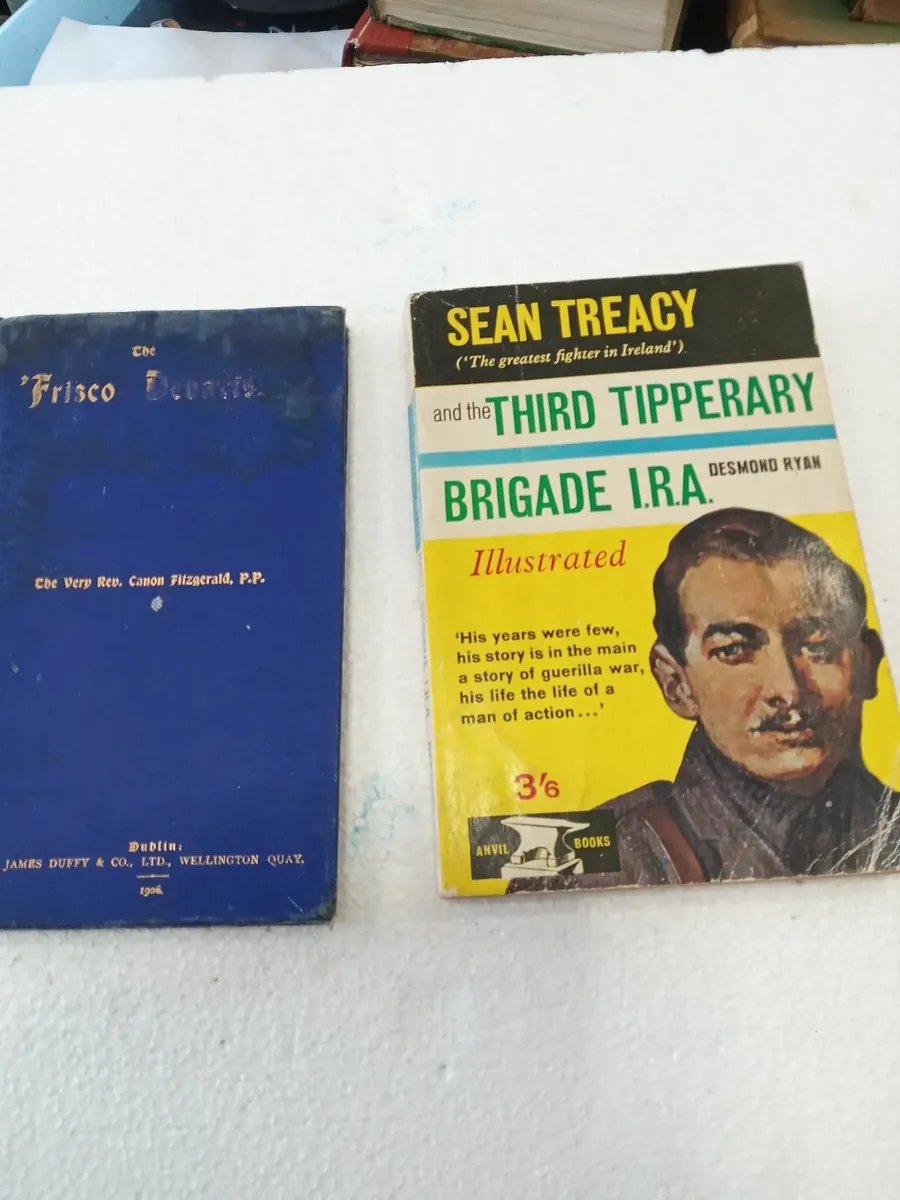 The
'Frisco
The Very Rev. Canon Fitzgerald, P.P.
Dublin:
JAMES DUFFY & CO., LTD., WELLINGTON QUAY.
1906.
SEAN TREACY
('The greatest fighter in Ireland')
and the THIRD TIPPERARY
BRIGADE I.R.A.
DESMOND RYAN
Illustrated
'His years were few,
his story is in the main
a story of guerilla war,
his life the life of a
man of action...'
3'6
ANVIL BOOKS